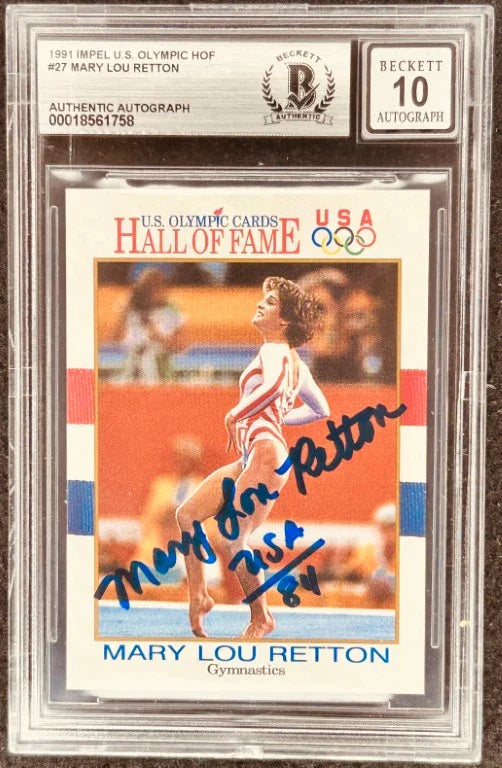 1991 IMPEL U.S. OLYMPIC HOF
#27 MARY LOU RETTON
AUTHENTIC AUTOGRAPH
00018561758
BECKETT
B
AUTHENTIC
BECKETT
10
AUTOGRAPH
U.S. OLYMPIC CARDS
HALL OF FAME
USA
Mary Lou Retton
USA
84
MARY LOU RETTON
Gymnastics